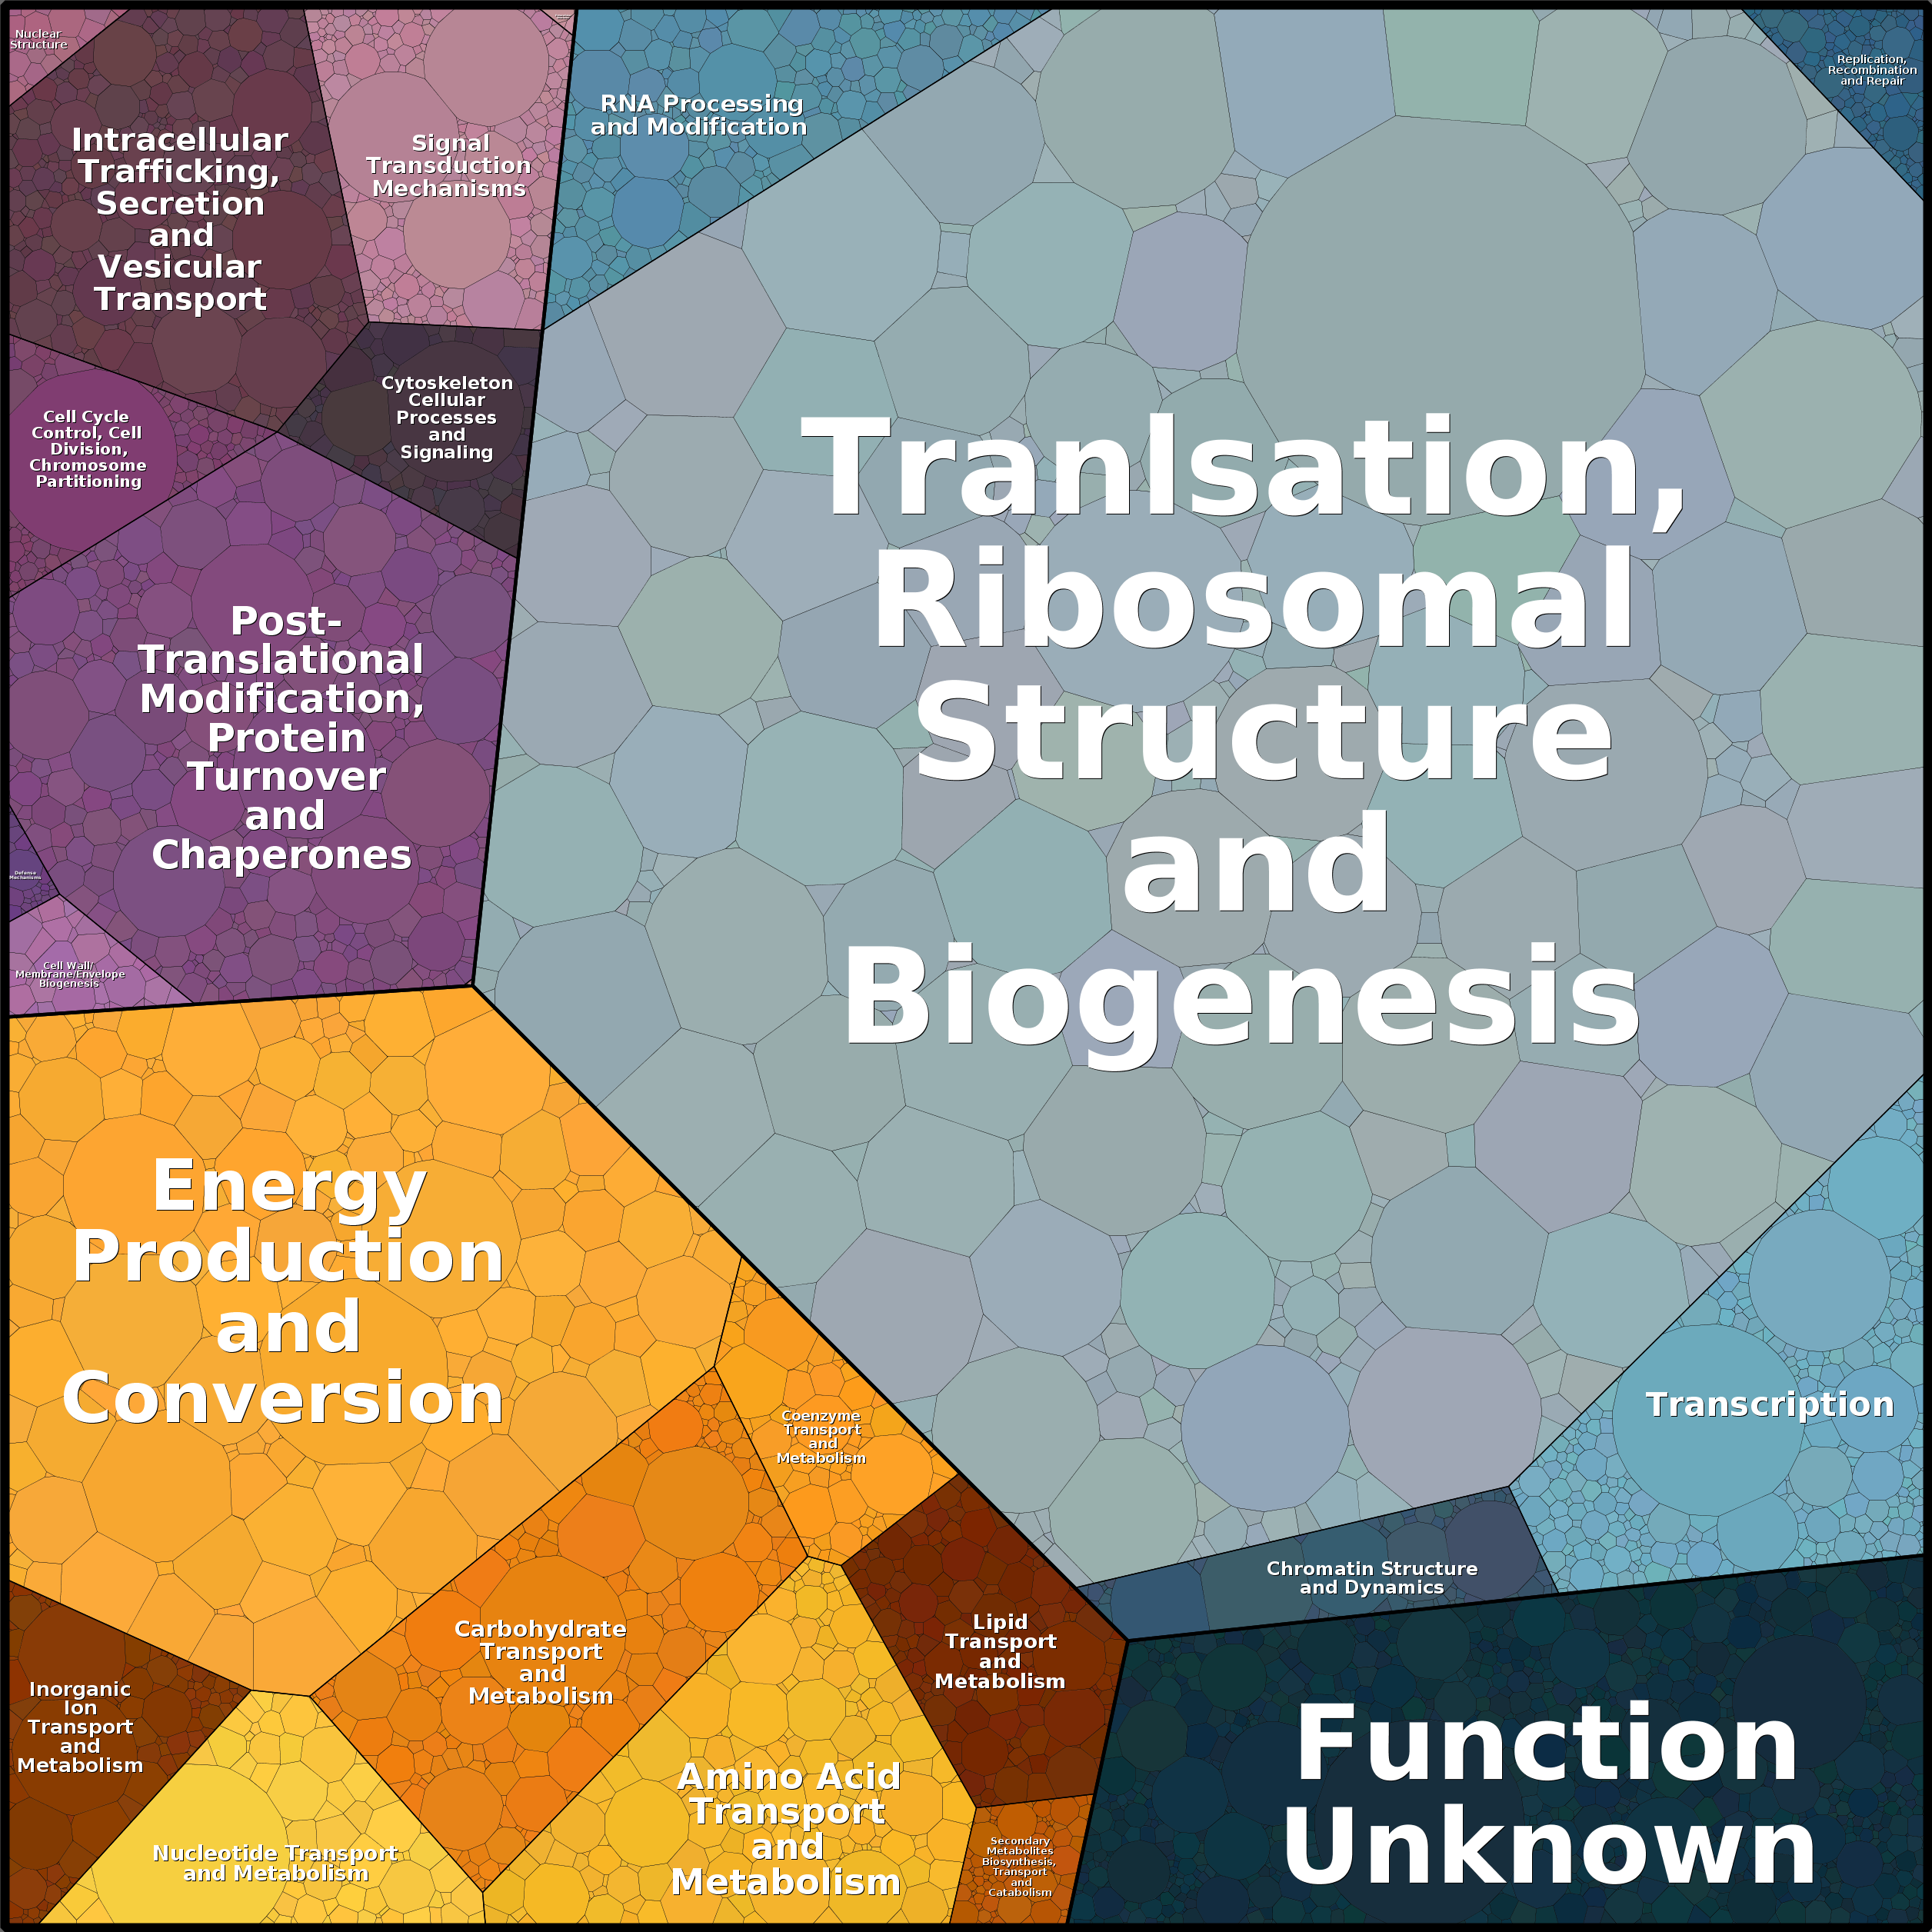 Nuclear
Structure
Intracellular
Trafficking,
Secretion
and
Vesicular
Transport
Signal
Transduction
Mechanisms
RNA Processing
and Modification
Replication,
Recombination
and Repair
Cell Cycle
Control, Cell
Division,
Chromosome
Partitioning
Cytoskeleton
Cellular
Processes
and
Signaling
Tranlsation,
Ribosomal
Structure
and
Biogenesis
Post-
Translational
Modification,
Protein
Turnover
and
Chaperones
Defense
Mechanisms
Cell Wall/
Membrane/Envelope
Biogenesis
Energy
Production
and
Conversion
Coenzyme
Transport
and
Metabolism
Transcription
Chromatin Structure
and Dynamics
Carbohydrate
Transport
and
Metabolism
Lipid
Transport
and
Metabolism
Inorganic
Ion
Transport
and
Metabolism
Nucleotide Transport
and Metabolism
Amino Acid
Transport
and
Metabolism
Secondary
Metabolites
Biosynthesis,
Transport
and
Catabolism
Function
Unknown